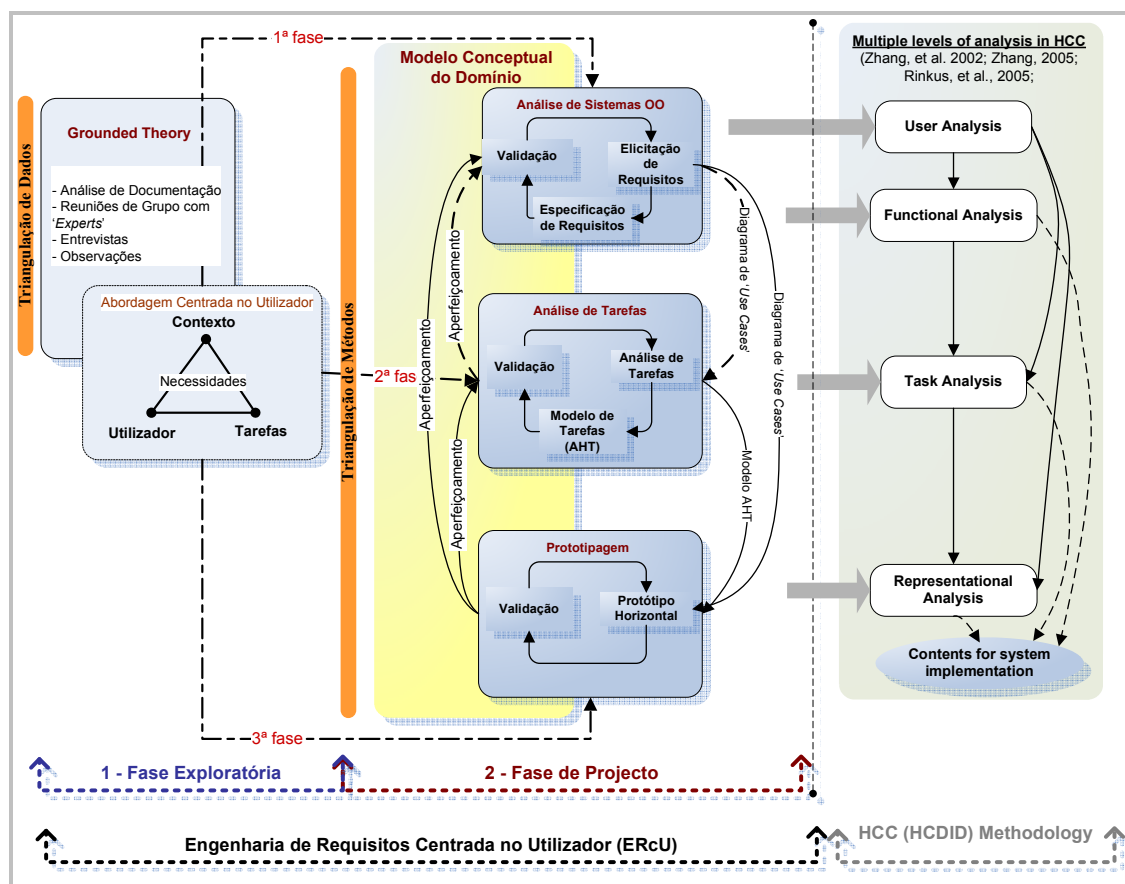 1ª fase
Triangulação de Dados
Grounded Theory
- Análise de Documentação
- Reuniões de Grupo com
'Experts'
- Entrevistas
- Observações
Abordagem Centrada no Utilizador
Contexto
Necessidades
Utilizador
Tarefas
2ª fas
3ª fase
Triangulação de Métodos
Modelo Conceptual
do Domínio
Análise de Sistemas OO
Validação
Elicitação
de
Requisitos
Especificação
de Requisitos
Aperfeiçoamento
Aperfeiçoamento
Aperfeiçoamento
Diagrama de 'Use Cases'
Diagrama de 'Use Cases'
Análise de Tarefas
Validação
Análise de
Tarefas
Modelo de
Tarefas
(AHT)
Modelo AHT
Prototipagem
Validação
Protótipo
Horizontal
Multiple levels of analysis in HCC
(Zhang, et al. 2002; Zhang, 2005;
Rinkus, et al., 2005;
User Analysis
Functional Analysis
Task Analysis
Representational
Analysis
Contents for system
implementation
1 - Fase Exploratória
2 - Fase de Projecto
Engenharia de Requisitos Centrada no Utilizador (ERcU)
HCC (HCDID) Methodology